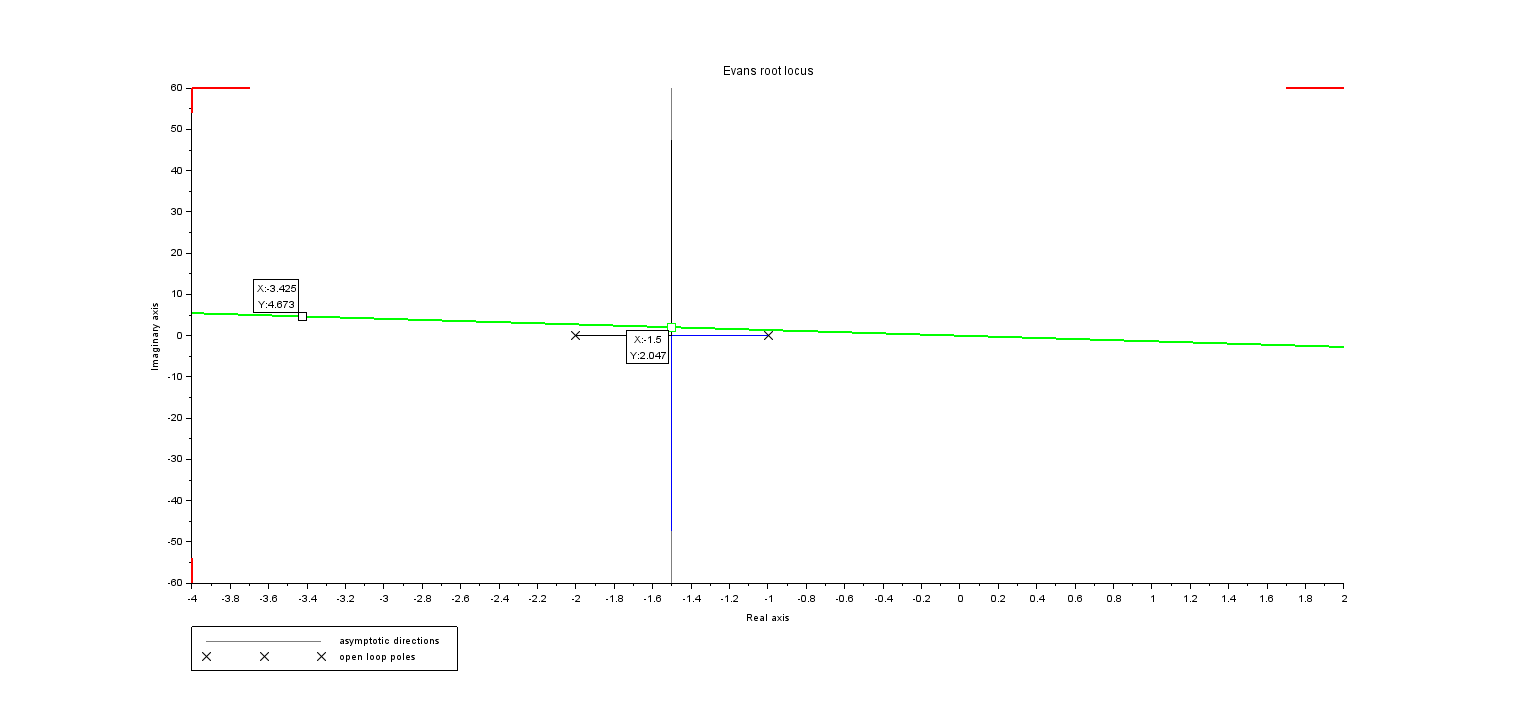 Evans root locus
60
50
40
30
20
10
0
-10
-20
-30
-40
-50
-60
Imaginary axis
X:-3.425
Y:4.673
X:-1.5
Y:2.047
-4 -3.8 -3.6 -3.4 -3.2 -3 -2.8 -2.6 -2.4 -2.2 -2 -1.8 -1.6 -1.4 -1.2 -1 -0.8 -0.6 -0.4 -0.2 0 0.2 0.4 0.6 0.8 1 1.2 1.4 1.6 1.8 2
Real axis
asymptotic directions
open loop poles